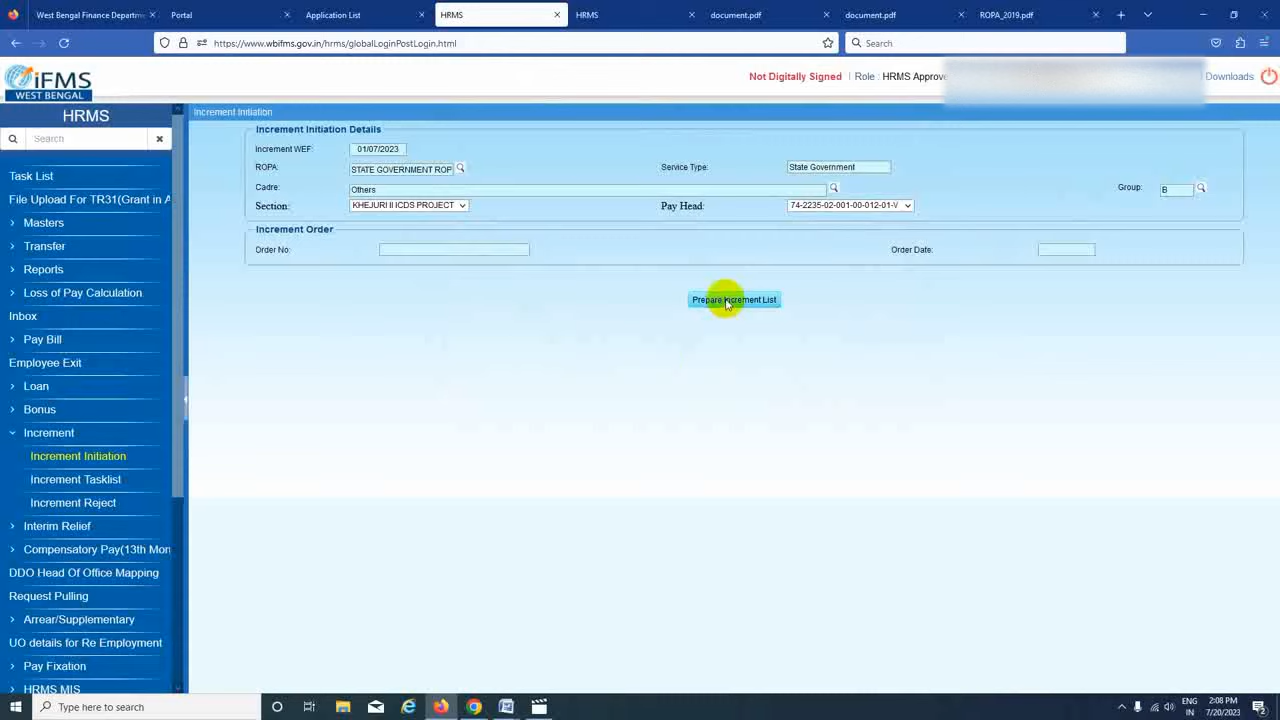 West Bengal Finance Departm
Portal
Application List
HRMS
HRMS
document.pdf
document.pdf
ROPA_2019.pdf
https://www.wbifms.gov.in/hrms/globalLoginPostLogin.html
Search
iFMS
WEST BENGAL
Not Digitally Signed
Role : HRMS Approve
Downloads
HRMS
Search
Task List
File Upload For TR31(Grant in A
Masters
Transfer
Reports
Loss of Pay Calculation
Inbox
Pay Bill
Employee Exit
Loan
Bonus
Increment
Increment Initiation
Increment Tasklist
Increment Reject
Interim Relief
Compensatory Pay(13th Mon
DDO Head Of Office Mapping
Request Pulling
Arrear/Supplementary
UO details for Re Employment
Pay Fixation
HRMS MIS
Increment Initiation
Increment Initiation Details
Increment WEF: 01/07/2023
ROPA: STATE GOVERNMENT ROP Service Type: State Government
Cadre: Others Group: B
Section: KHEJURI II ICDS PROJECT Pay Head: 74-2235-02-001-00-012-01-V
Increment Order
Order No: Order Date:
Prepare Increment List
Type here to search
ENG
IN
2:08 PM
7/20/2023
2